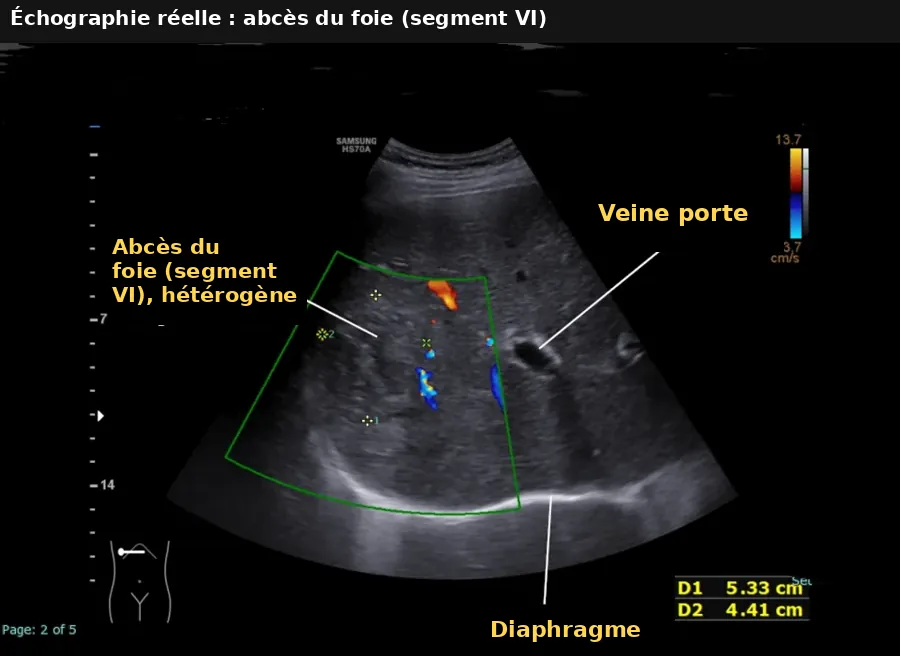 Échographie réelle : abcès du foie (segment VI)
SAMSUNG
HS70A
13.7
Veine porte
3.7
cm/s
Abcès du
foie (segment
VI), hétérogène
7
2
1
14
D1 5.33 cm
D2 4.41 cm
Diaphragme
Page: 2 of 5